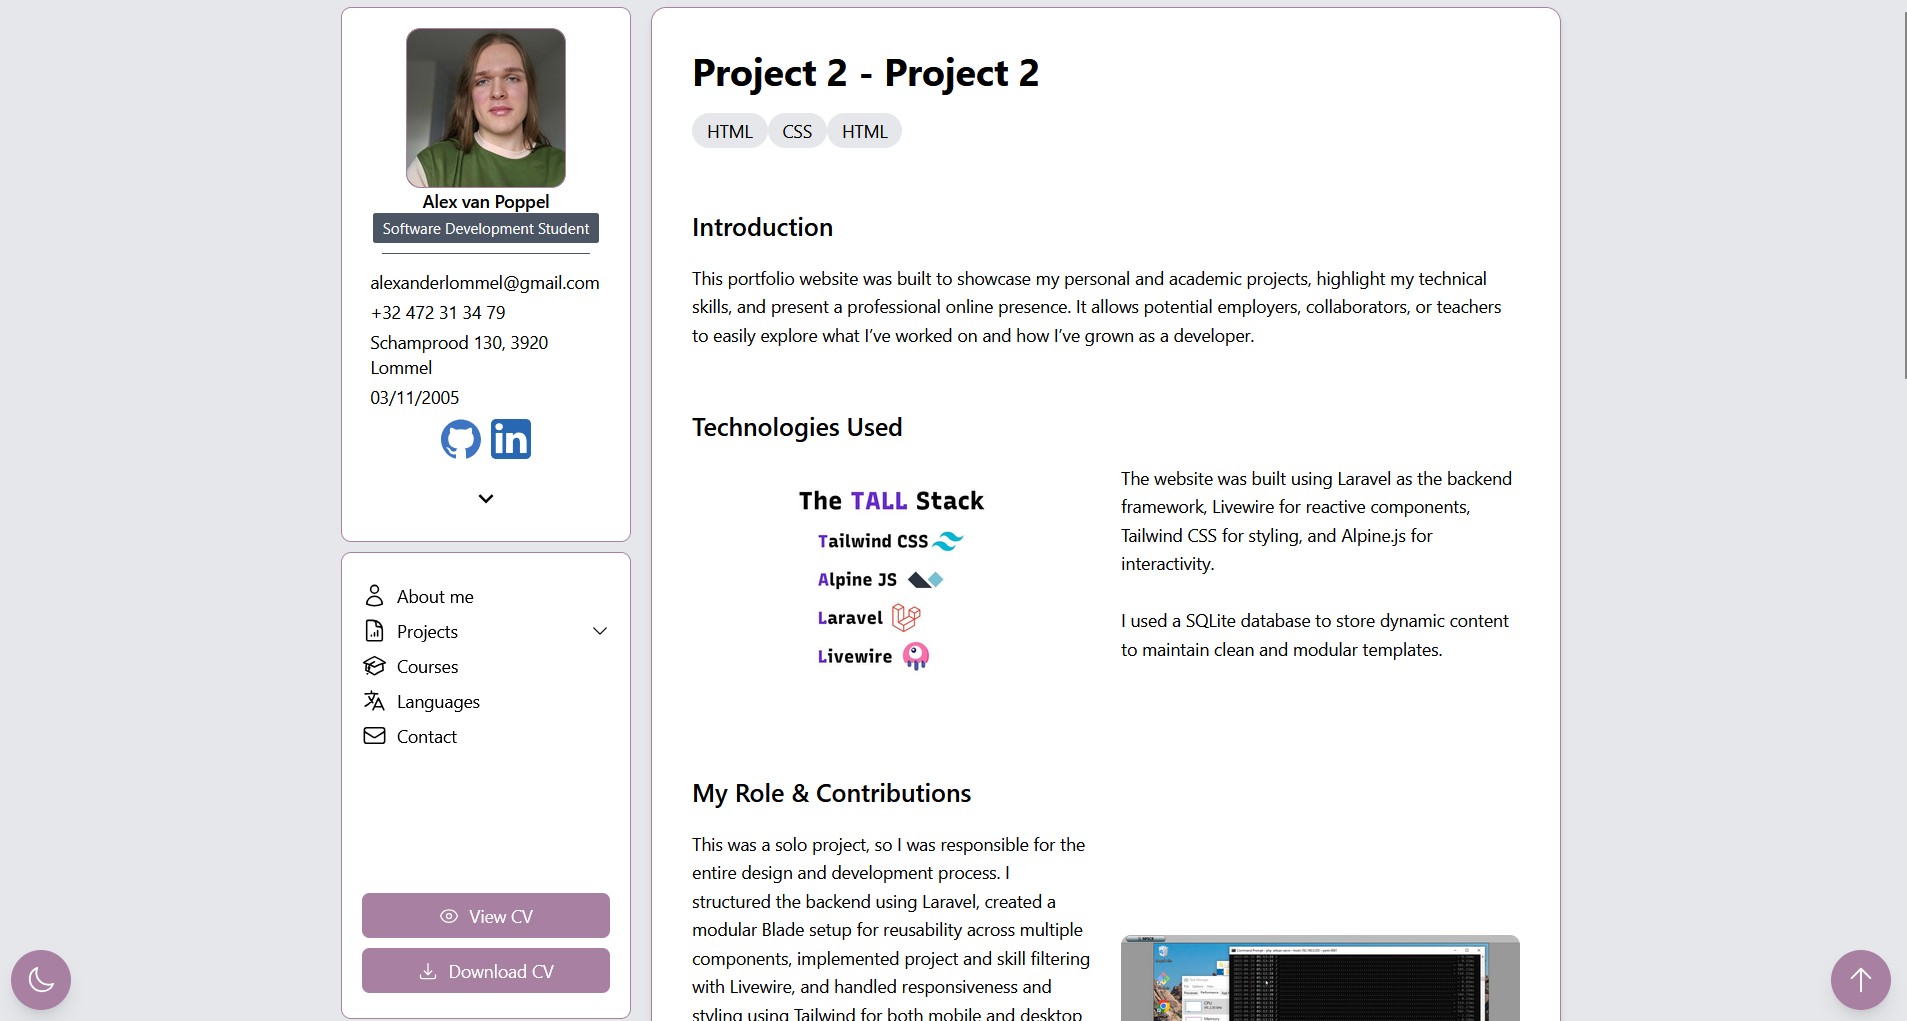 Alex van Poppel
Software Development Student
alexanderlommel@gmail.com
+32 472 31 34 79
Schamprood 130, 3920
Lommel
03/11/2005
in
About me
Projects
Courses
Languages
Contact
View CV
Download CV
Project 2 - Project 2
HTML CSS HTML
Introduction
This portfolio website was built to showcase my personal and academic projects, highlight my technical
skills, and present a professional online presence. It allows potential employers, collaborators, or teachers
to easily explore what I’ve worked on and how I’ve grown as a developer.
Technologies Used
The TALL Stack
Tailwind CSS
Alpine JS
Laravel
Livewire
The website was built using Laravel as the backend
framework, Livewire for reactive components,
Tailwind CSS for styling, and Alpine.js for
interactivity.
I used a SQLite database to store dynamic content
to maintain clean and modular templates.
My Role & Contributions
This was a solo project, so I was responsible for the
entire design and development process. I
structured the backend using Laravel, created a
modular Blade setup for reusability across multiple
components, implemented project and skill filtering
with Livewire, and handled responsiveness and
styling using Tailwind for both mobile and desktop